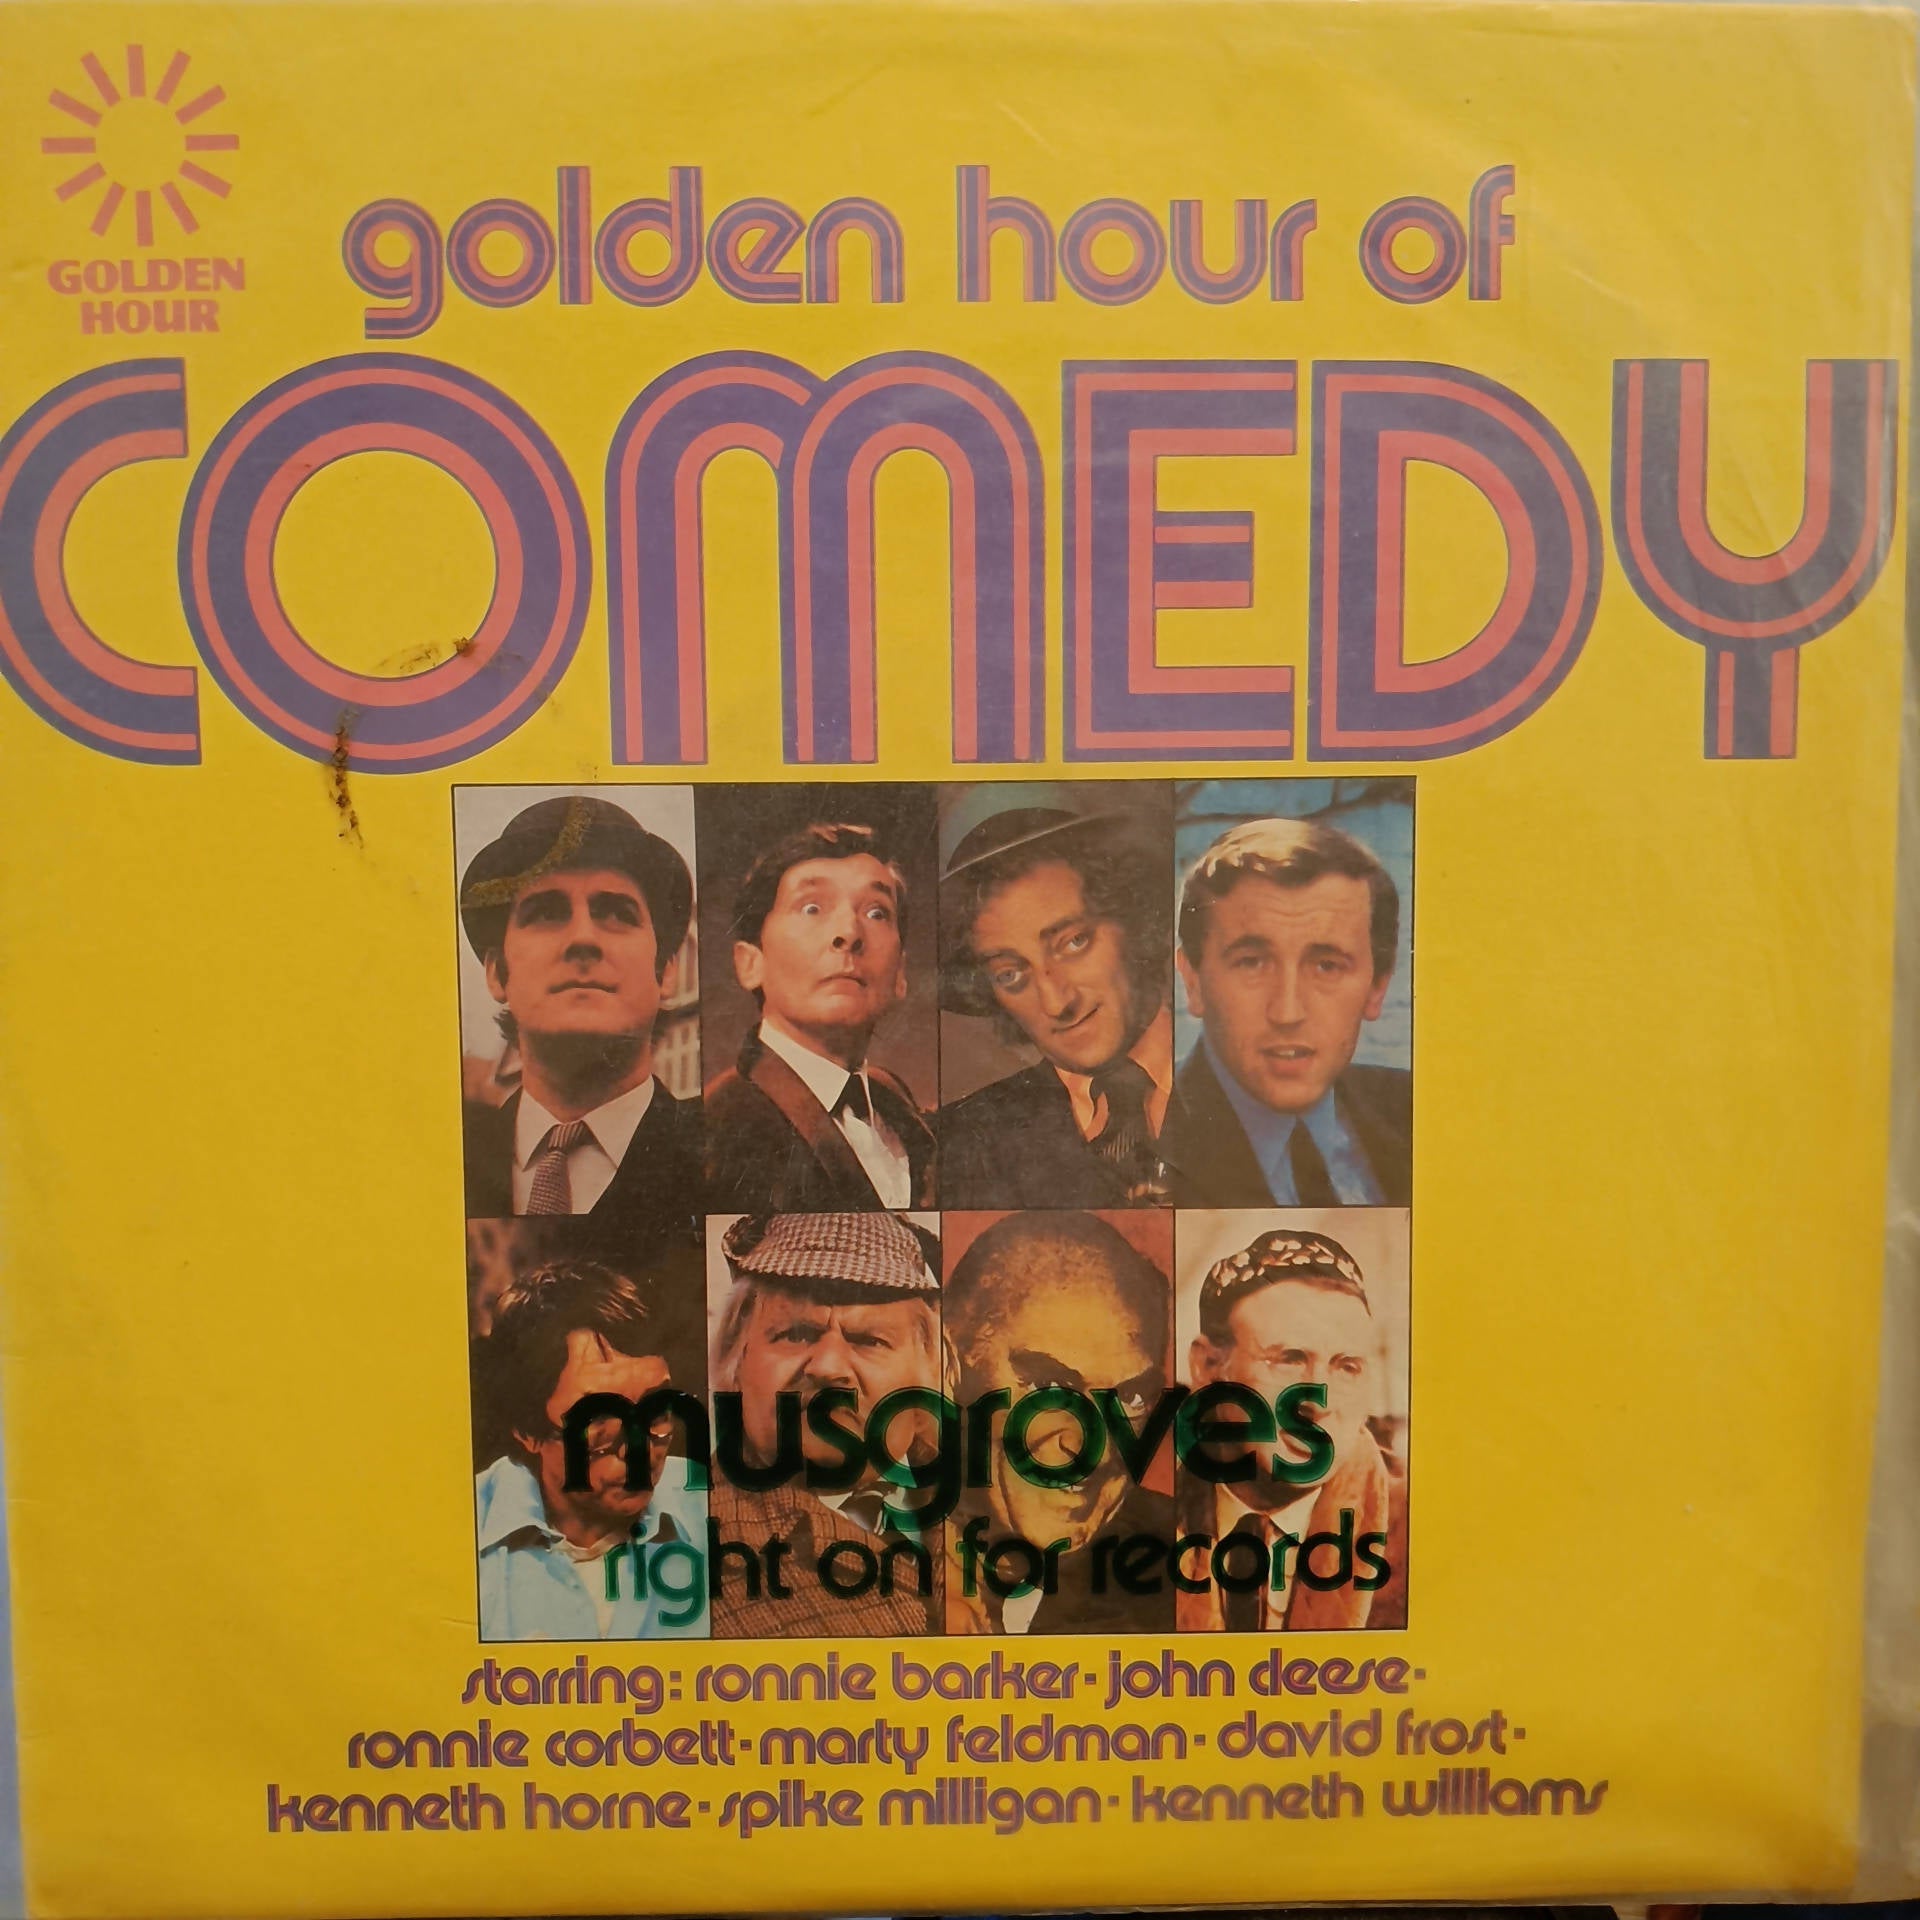 GOLDEN
HOUR
golden hour of
COMEDY
musgroves
right on for records
starring: ronnie barker · john cleese ·
ronnie corbett · marty feldman · david frost ·
kenneth horne · spike milligan · kenneth williams